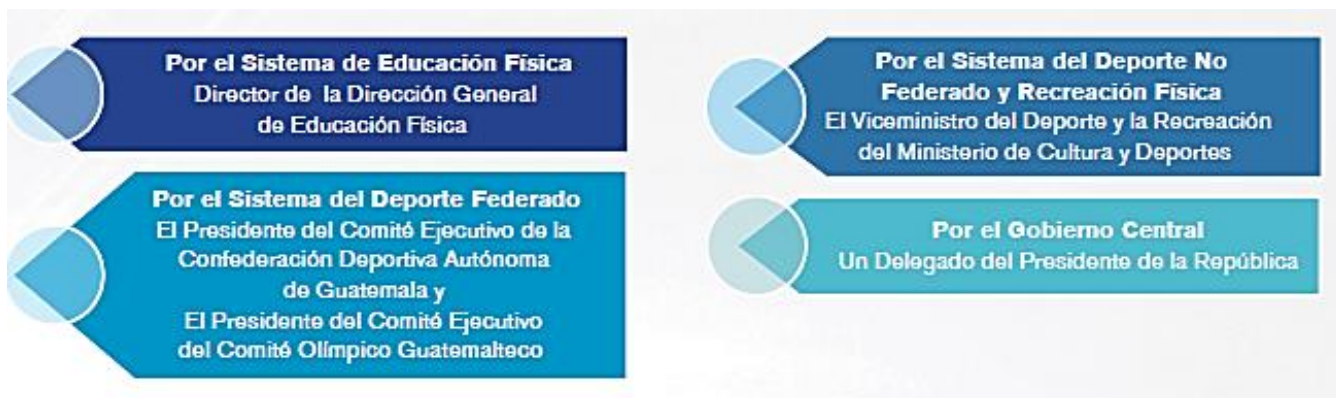 Por el Sistema de Educación Física
Director de la Dirección General
de Educación Física
Por el Sistema del Deporte Federado
El Presidente del Comité Ejecutivo de la
Confederación Deportiva Autónoma
de Guatemala y
El Presidente del Comité Ejecutivo
del Comité Olímpico Guatemalteco
Por el Sistema del Deporte No
Federado y Recreación Física
El Viceministro del Deporte y la Recreación
del Ministerio de Cultura y Deportes
Por el Gobierno Central
Un Delegado del Presidente de la República